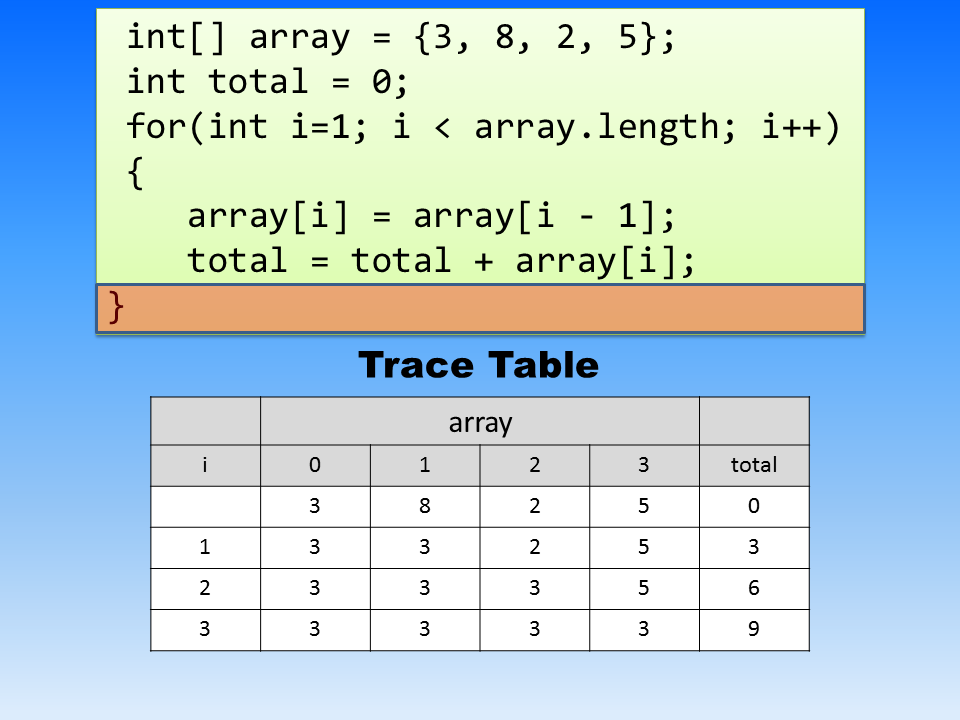 int[] array = {3, 8, 2, 5};
int total = 0;
for(int i=1; i < array.length; i++)
{
array[i] = array[i - 1];
total = total + array[i];
}
Trace Table
array
i 0 1 2 3 total
3 8 2 5 0
1 3 3 2 5 3
2 3 3 3 5 6
3 3 3 3 3 9